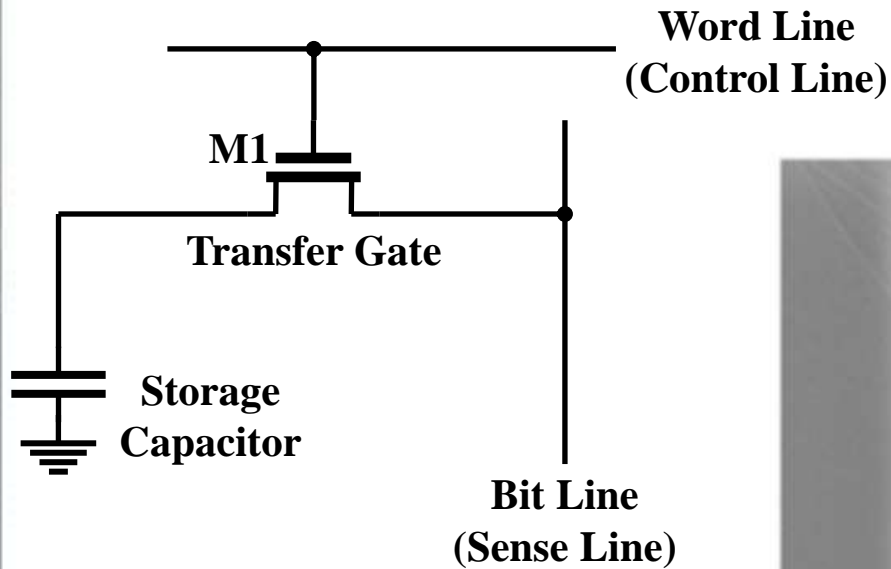 Word Line
(Control Line)
M1
Transfer Gate
Storage
Capacitor
Bit Line
(Sense Line)